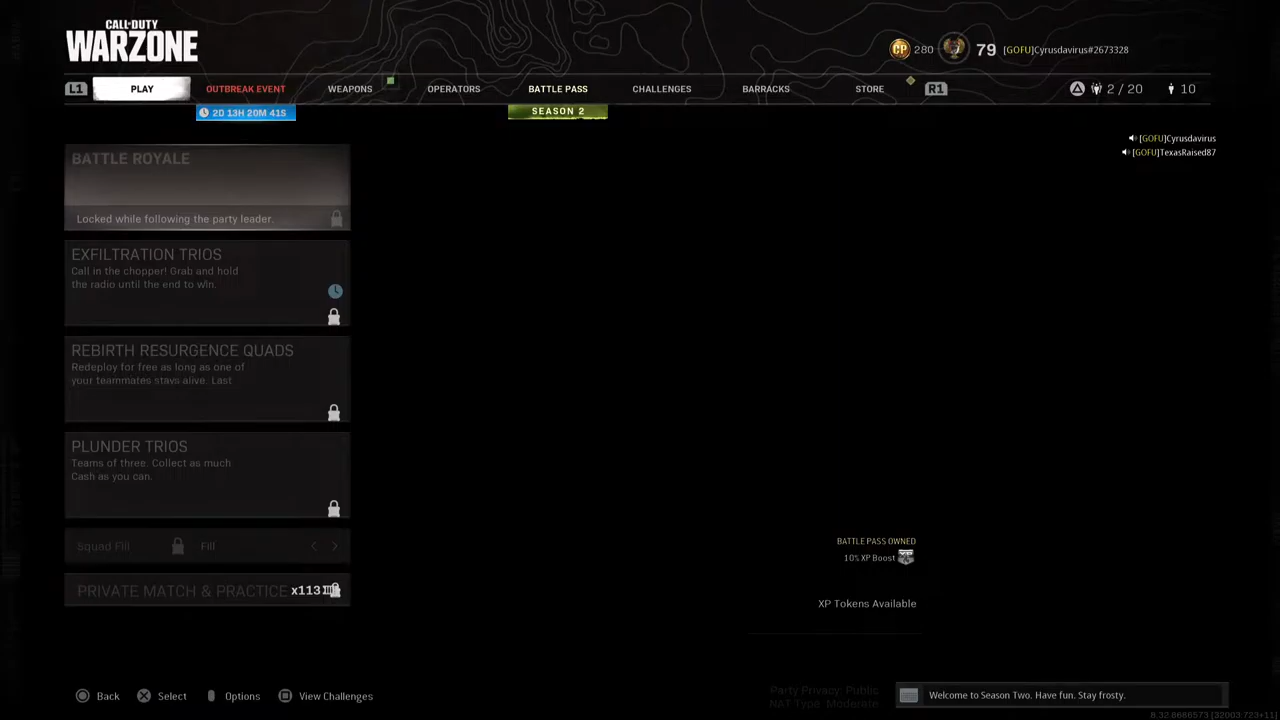 CALL OF DUTY
WARZONE
CP 280 79 [GOFU]Cyrusdavirus#2673328
L1 PLAY OUTBREAK EVENT WEAPONS OPERATORS BATTLE PASS CHALLENGES BARRACKS STORE R1 2 / 20 10
2D 13H 20M 41S SEASON 2
[GOFU]Cyrusdavirus
[GOFU]TexasRaised87
BATTLE ROYALE
Locked while following the party leader.
EXFILTRATION TRIOS
Call in the chopper! Grab and hold
the radio until the end to win.
REBIRTH RESURGENCE QUADS
Redeploy for free as long as one of
your teammates stays alive. Last
PLUNDER TRIOS
Teams of three. Collect as much
Cash as you can.
Squad Fill Fill
BATTLE PASS OWNED
10% XP Boost XP
PRIVATE MATCH & PRACTICE x113
XP Tokens Available
Back Select Options View Challenges
Party Privacy: Public
NAT Type: Moderate
Welcome to Season Two. Have fun. Stay frosty.